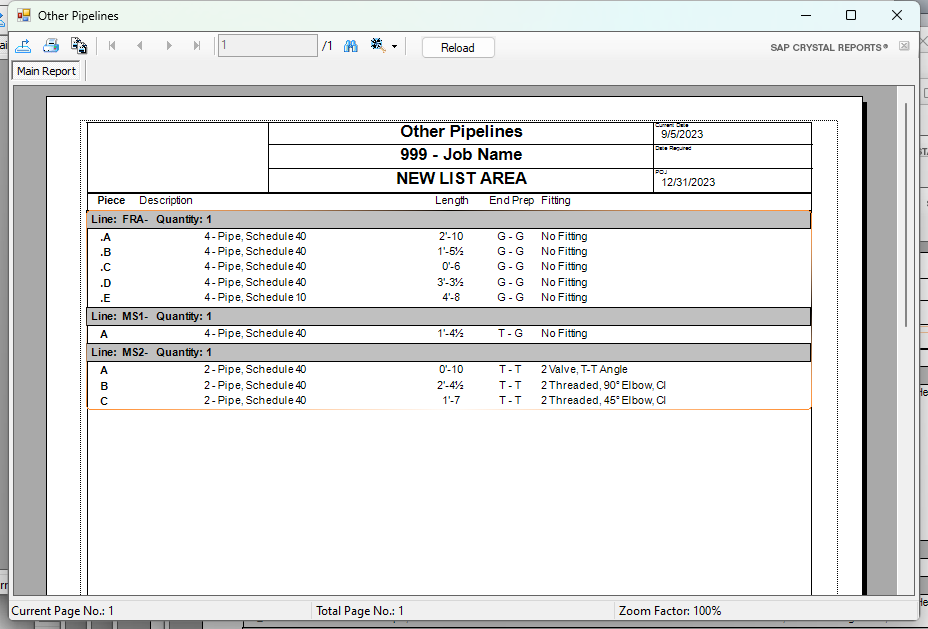 Other Pipelines
1 /1 Reload SAP CRYSTAL REPORTS®
Main Report
Other Pipelines
Current Date
9/5/2023
999 - Job Name
Date Required
NEW LIST AREA
12/31/2023
Piece Description Length End Prep Fitting
Line: FRA- Quantity: 1
.A 4 - Pipe, Schedule 40 2'-10 G - G No Fitting
.B 4 - Pipe, Schedule 40 1'-5½ G - G No Fitting
.C 4 - Pipe, Schedule 40 0'-6 G - G No Fitting
.D 4 - Pipe, Schedule 40 3'-3½ G - G No Fitting
.E 4 - Pipe, Schedule 10 4'-8 G - G No Fitting
Line: MS1- Quantity: 1
A 4 - Pipe, Schedule 40 1'-4½ T - G No Fitting
Line: MS2- Quantity: 1
A 2 - Pipe, Schedule 40 0'-10 T - T 2 Valve, T-T Angle
B 2 - Pipe, Schedule 40 2'-4½ T - T 2 Threaded, 90° Elbow, CI
C 2 - Pipe, Schedule 40 1'-7 T - T 2 Threaded, 45° Elbow, CI
Current Page No.: 1 Total Page No.: 1 Zoom Factor: 100%